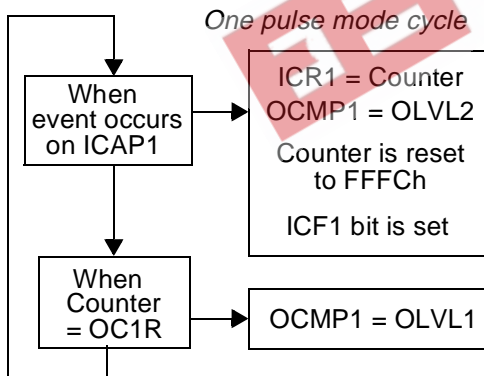 One pulse mode cycle
When
event occurs
on ICAP1
ICR1 = Counter
OCMP1 = OLVL2
Counter is reset
to FFFCh
ICF1 bit is set
When
Counter
= OC1R
OCMP1 = OLVL1